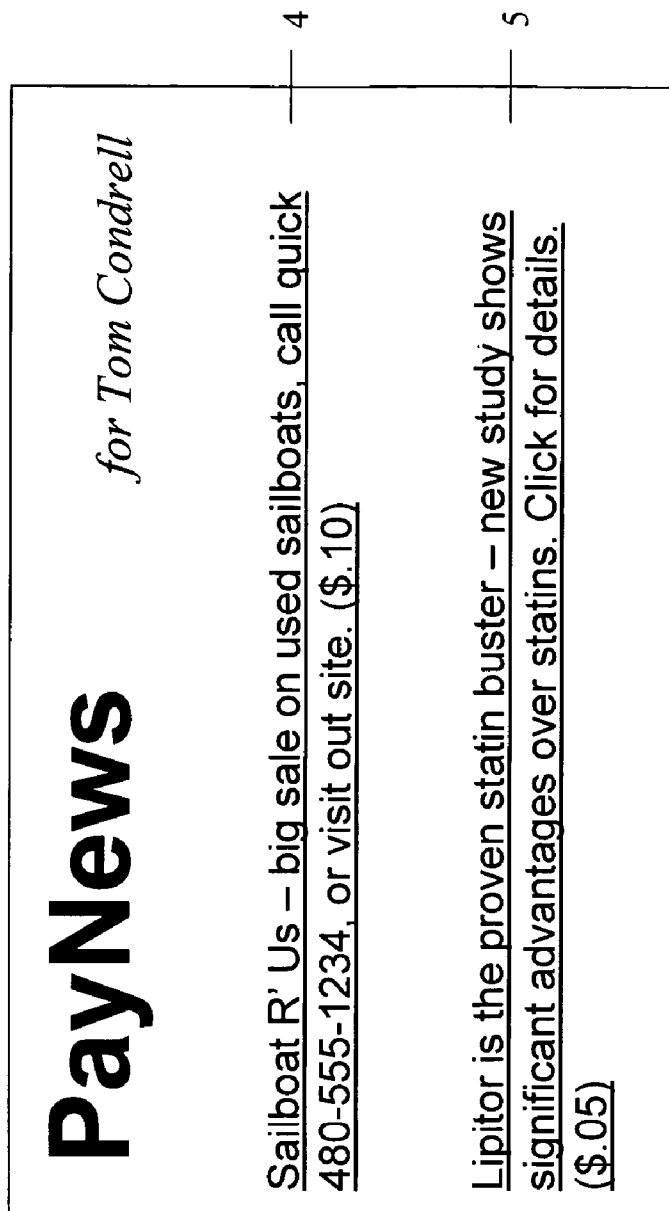 PayNews for Tom Condrell
Sailboat R' Us – big sale on used sailboats, call quick
480-555-1234, or visit out site. ($.10)
4
Lipitor is the proven statin buster – new study shows
significant advantages over statins. Click for details.
($.05)
5